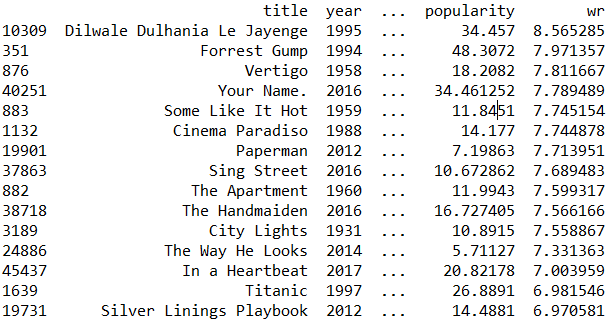 title year ... popularity wr
10309 Dilwale Dulhania Le Jayenge 1995 ... 34.457 8.565285
351 Forrest Gump 1994 ... 48.3072 7.971357
876 Vertigo 1958 ... 18.2082 7.811667
40251 Your Name. 2016 ... 34.461252 7.789489
883 Some Like It Hot 1959 ... 11.8451 7.745154
1132 Cinema Paradiso 1988 ... 14.177 7.744878
19901 Paperman 2012 ... 7.19863 7.713951
37863 Sing Street 2016 ... 10.672862 7.689483
882 The Apartment 1960 ... 11.9943 7.599317
38718 The Handmaiden 2016 ... 16.727405 7.566166
3189 City Lights 1931 ... 10.8915 7.558867
24886 The Way He Looks 2014 ... 5.71127 7.331363
45437 In a Heartbeat 2017 ... 20.82178 7.003959
1639 Titanic 1997 ... 26.8891 6.981546
19731 Silver Linings Playbook 2012 ... 14.4881 6.970581